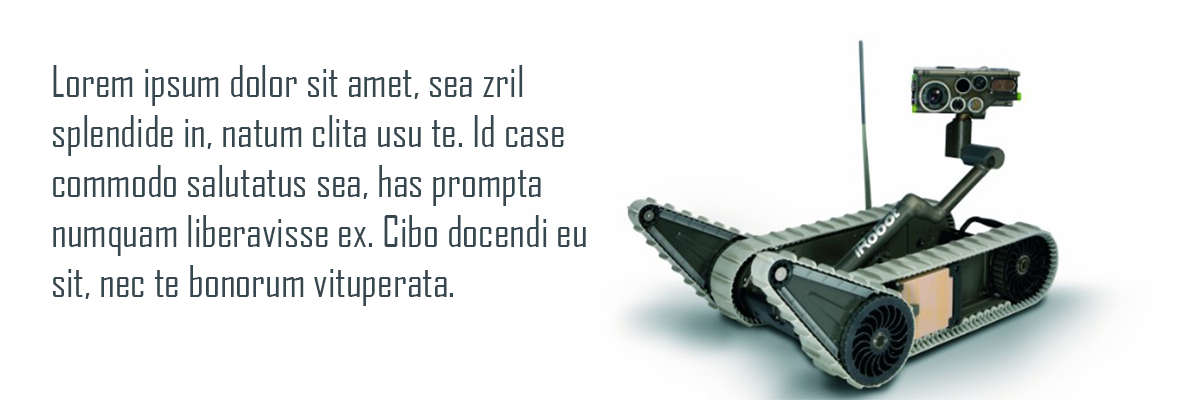 Lorem ipsum dolor sit amet, sea zril
splendide in, natum clita usu te. Id case
commodo salutatus sea, has prompta
numquam liberavisse ex. Cibo docendi eu
sit, nec te bonorum vituperata.
iRobot